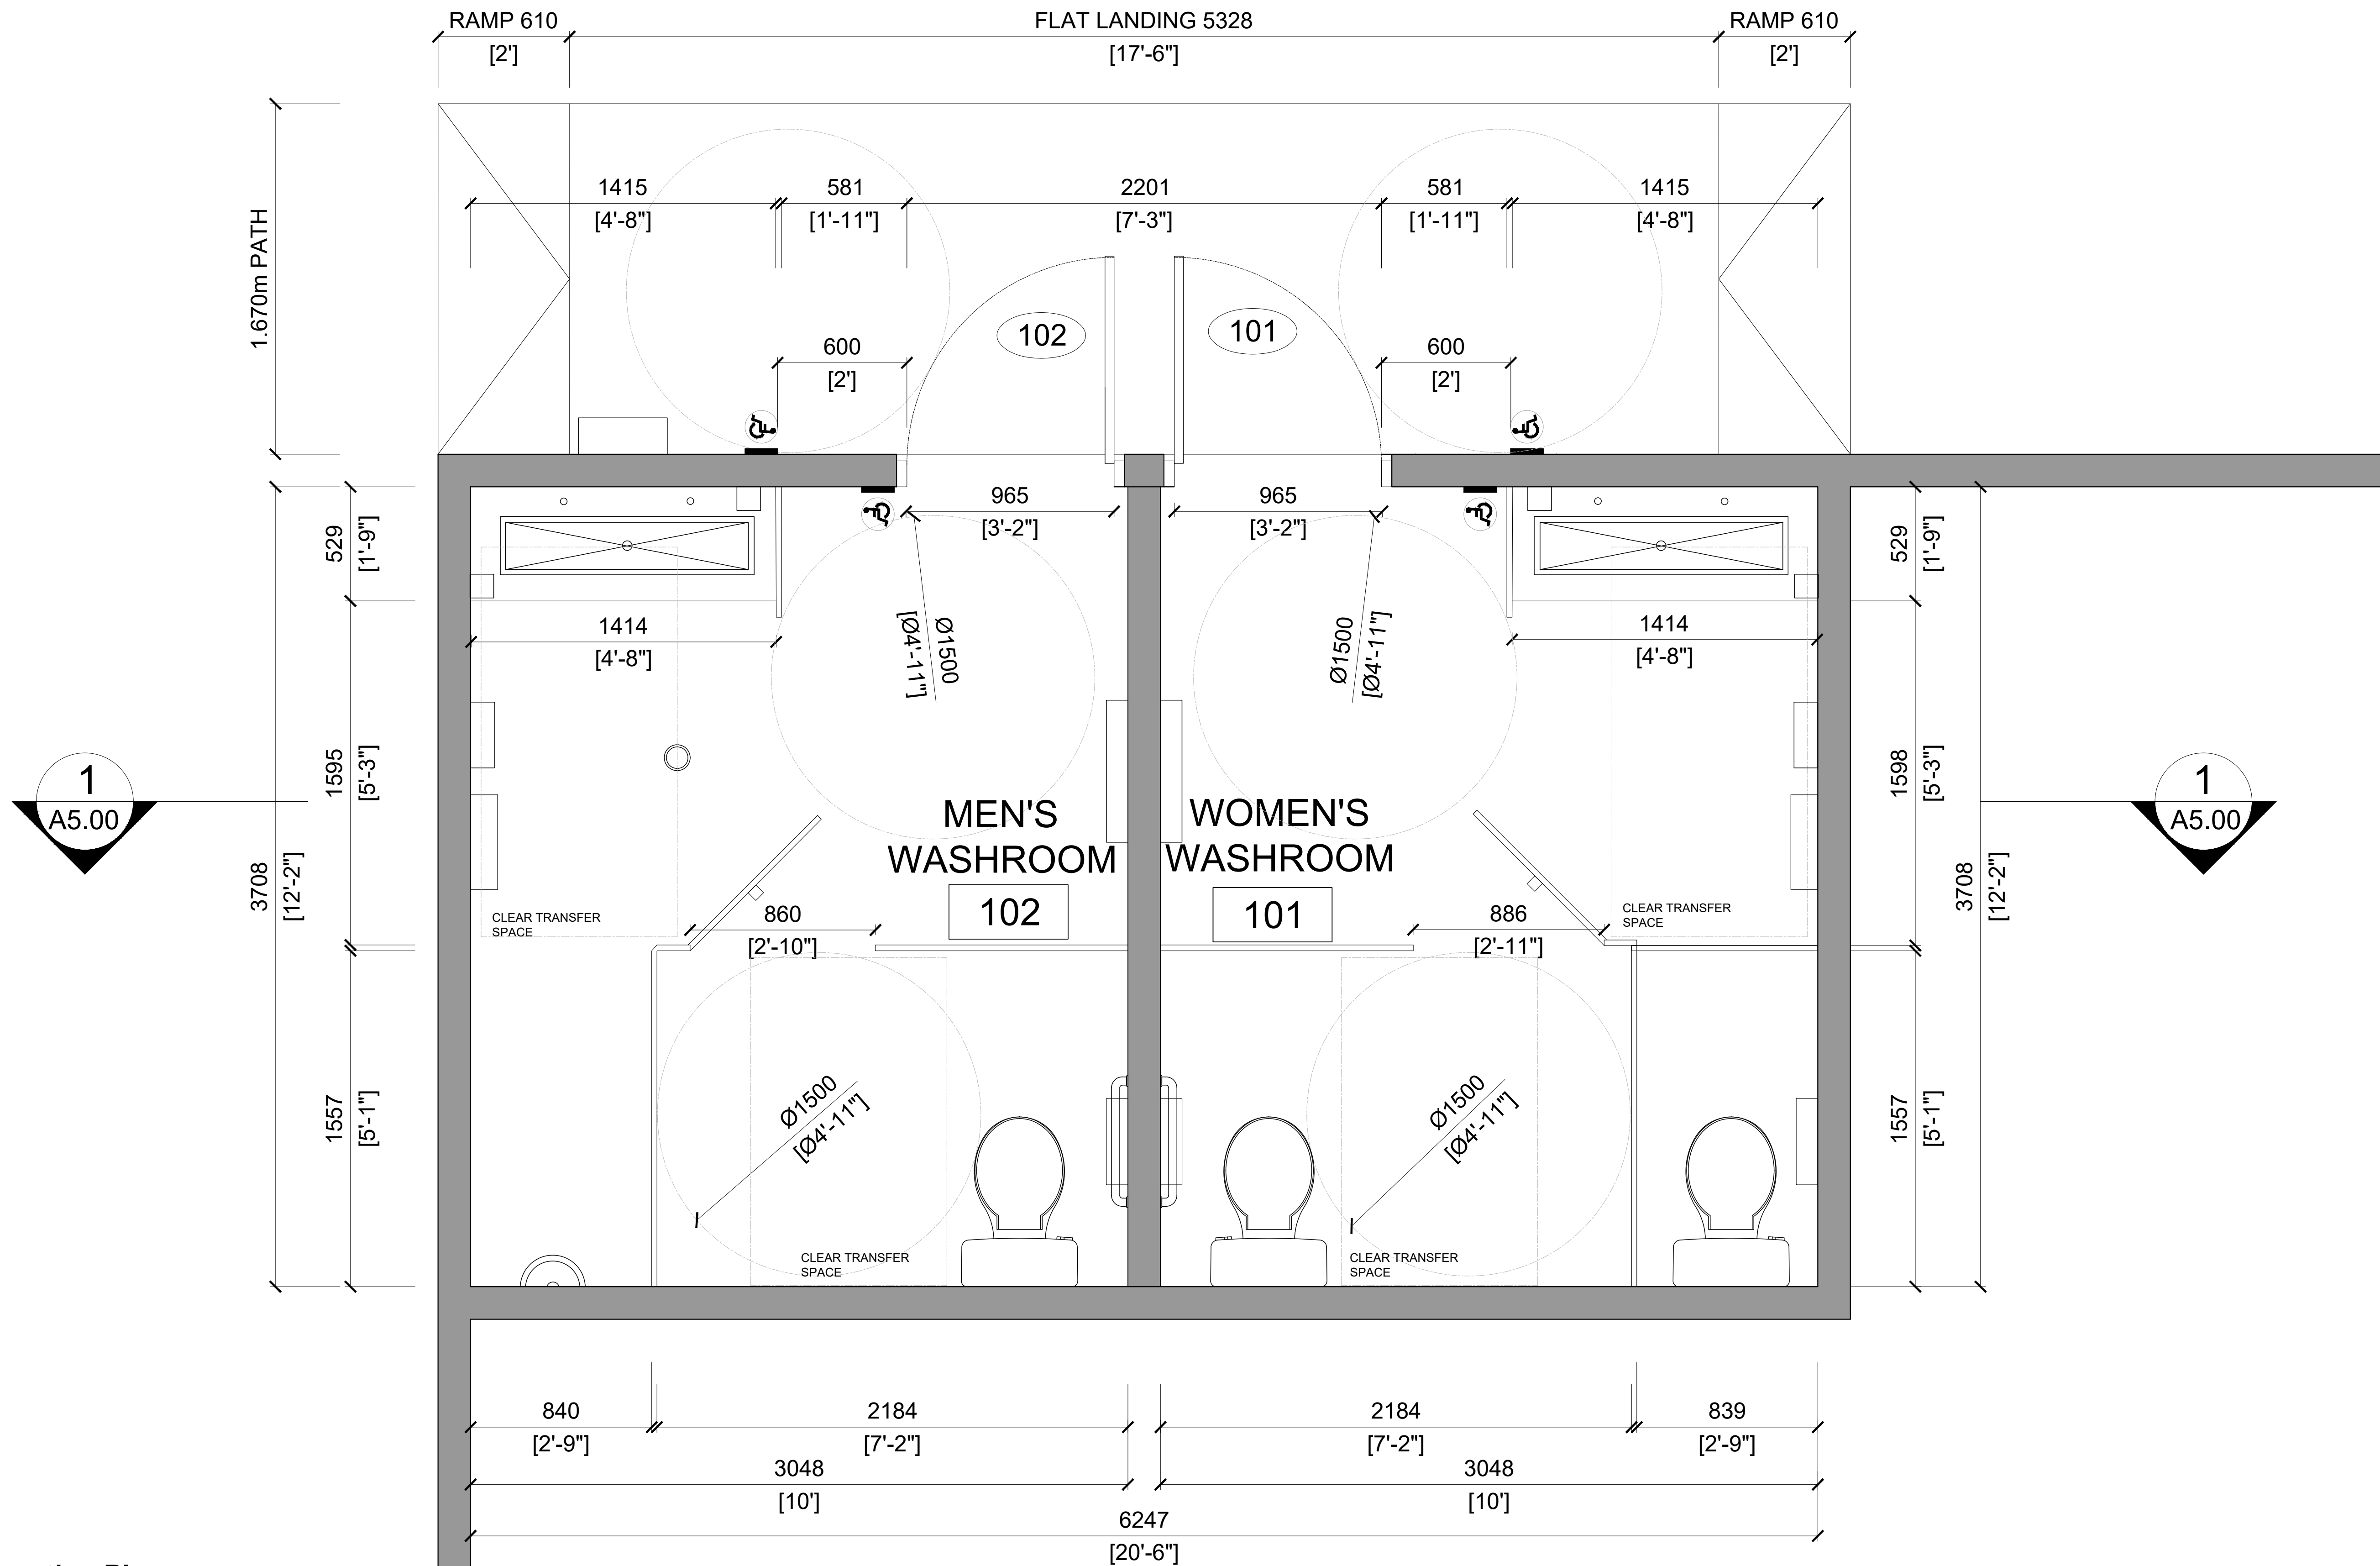 RAMP 610
FLAT LANDING 5328
RAMP 610
[2']
[17'-6"]
[2']
1.670m PATH
1415
581
2201
581
1415
[4'-8"]
[1'-11"]
[7'-3"]
[1'-11"]
[4'-8"]
102
101
600
600
[2']
[2']
965
965
[3'-2"]
[3'-2"]
529
[1'-9"]
529
[1'-9"]
1414
[4'-8"]
Ø1500
[Ø4'-11"]
Ø1500
[Ø4'-11"]
1414
[4'-8"]
1595
[5'-3"]
1598
[5'-3"]
1
A5.00
1
A5.00
MEN'S
WASHROOM
102
WOMEN'S
WASHROOM
101
3708
[12'-2"]
3708
[12'-2"]
CLEAR TRANSFER
SPACE
CLEAR TRANSFER
SPACE
860
[2'-10"]
886
[2'-11"]
1557
[5'-1"]
1557
[5'-1"]
Ø1500
[Ø4'-11"]
Ø1500
[Ø4'-11"]
CLEAR TRANSFER
SPACE
CLEAR TRANSFER
SPACE
840
2184
2184
839
[2'-9"]
[7'-2"]
[7'-2"]
[2'-9"]
3048
3048
[10']
[10']
6247
[20'-6"]